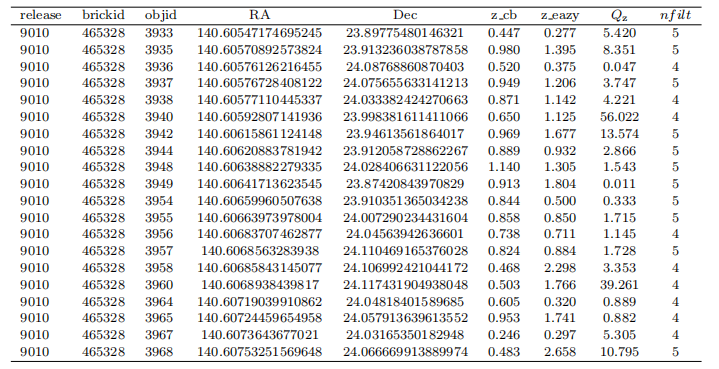 release brickid objid RA Dec z_cb z_eazy Qz nfilt
9010 465328 3933 140.60547174695245 23.89775480146321 0.447 0.277 5.420 5
9010 465328 3935 140.60570892573824 23.913236038787858 0.980 1.395 8.351 5
9010 465328 3936 140.60576126216455 24.08768860870403 0.520 0.375 0.047 4
9010 465328 3937 140.60576728408122 24.075655633141213 0.949 1.206 3.747 5
9010 465328 3938 140.60577110445337 24.033382424270663 0.871 1.142 4.221 4
9010 465328 3940 140.60592807141936 23.998381611411066 0.650 1.125 56.022 4
9010 465328 3942 140.60615861124148 23.94613561864017 0.969 1.677 13.574 5
9010 465328 3944 140.60620883781942 23.912058728862267 0.889 0.932 2.866 5
9010 465328 3948 140.60638882279335 24.028406631122056 1.140 1.305 1.543 5
9010 465328 3949 140.60641713623545 23.87420843970829 0.913 1.804 0.011 5
9010 465328 3954 140.60659960507638 23.910351365034238 0.844 0.500 0.333 5
9010 465328 3955 140.60663973978004 24.007290234431604 0.858 0.850 1.715 5
9010 465328 3956 140.60683707462877 24.04563942636601 0.738 0.711 1.145 4
9010 465328 3957 140.6068563283938 24.110469165376028 0.824 0.884 1.728 5
9010 465328 3958 140.60685843145077 24.106992421044172 0.468 2.298 3.353 4
9010 465328 3960 140.6068938439817 24.117431904938048 0.503 1.766 39.261 4
9010 465328 3964 140.60719039910862 24.04818401589685 0.605 0.320 0.889 4
9010 465328 3965 140.60724459654958 24.057913639613552 0.953 1.741 0.882 4
9010 465328 3967 140.6073643677021 24.03165350182948 0.246 0.297 5.305 4
9010 465328 3968 140.60753251569648 24.066669913889974 0.483 2.658 10.795 5